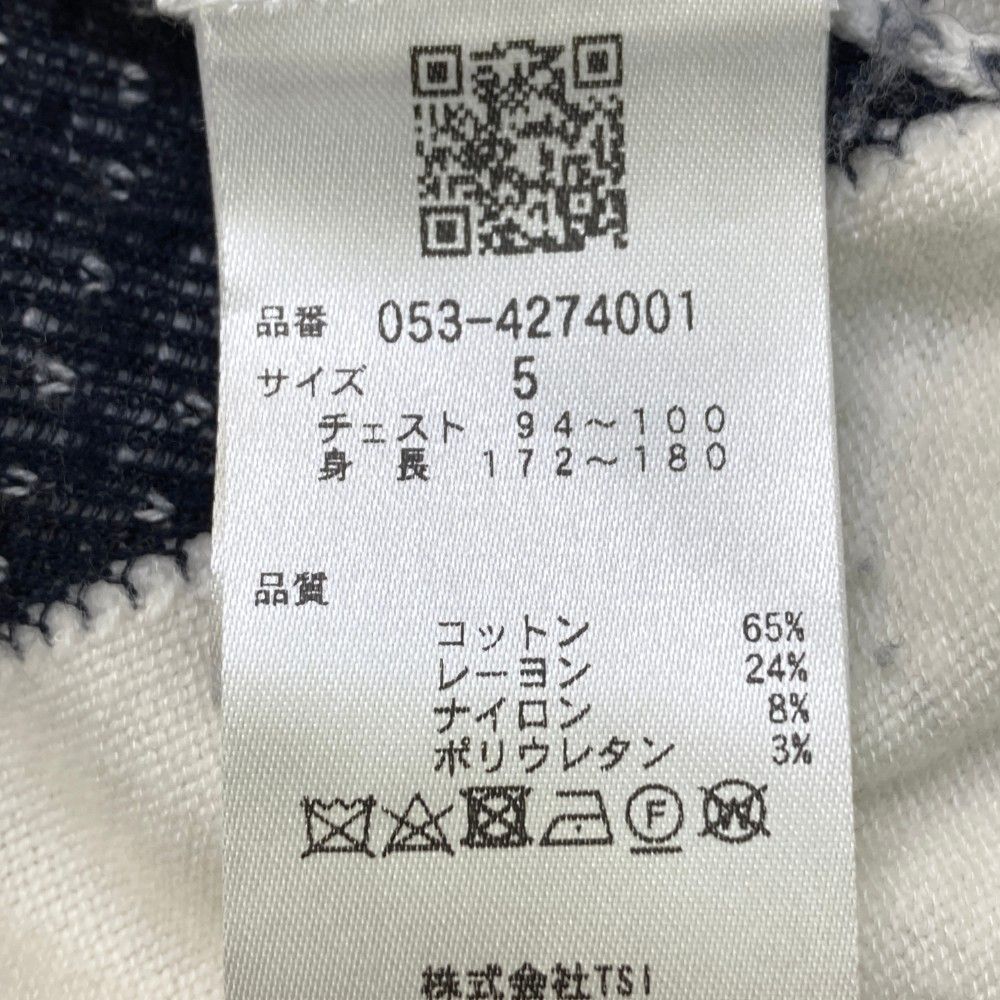 品番 053-4274001
サイズ 5
チェスト 94～100
身長 172～180
品質
コットン 65%
レーヨン 24%
ナイロン 8%
ポリウレタン 3%
F W
株式会社TSI